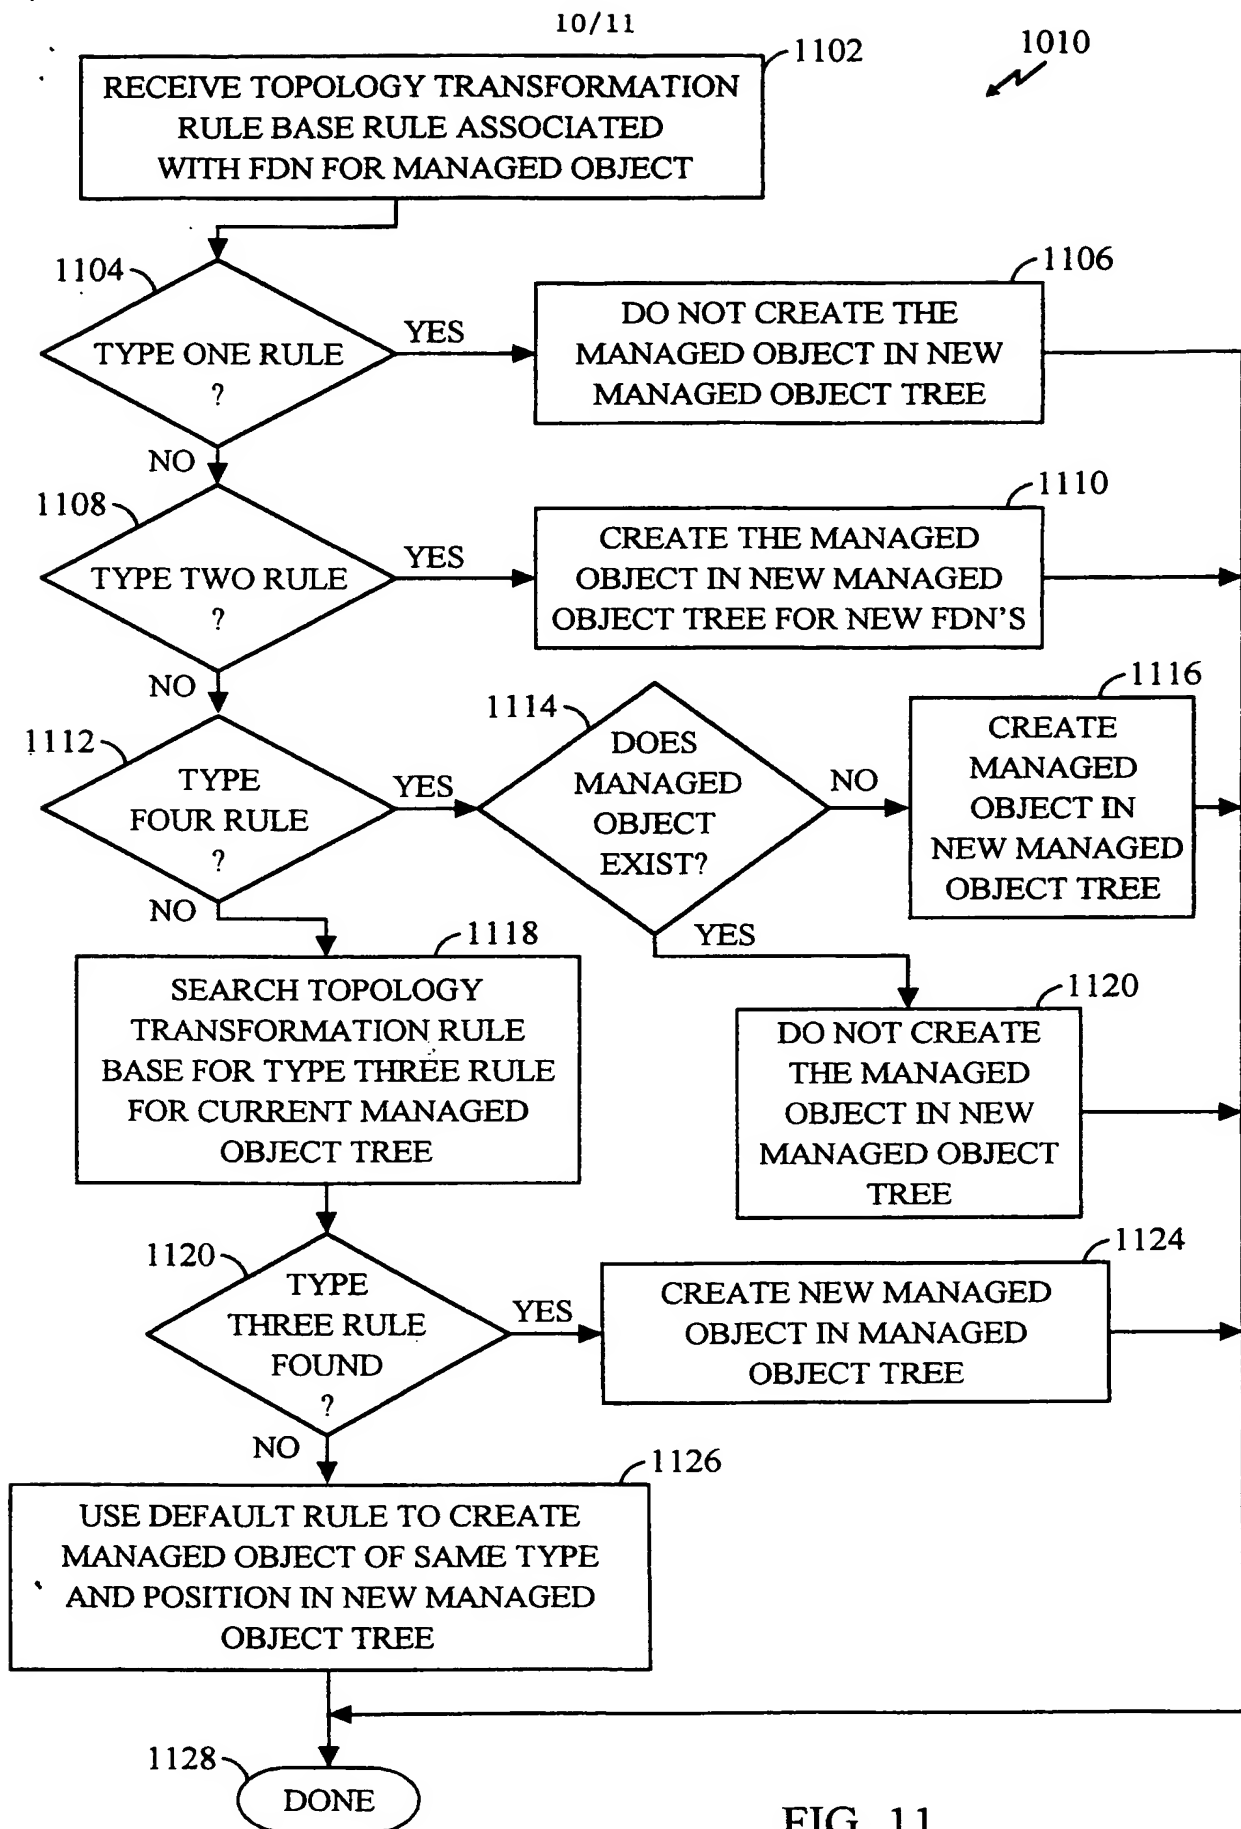 10/11
1102
1010
RECEIVE TOPOLOGY TRANSFORMATION
RULE BASE RULE ASSOCIATED
WITH FDN FOR MANAGED OBJECT
1104
TYPE ONE RULE
?
YES
1106
DO NOT CREATE THE
MANAGED OBJECT IN NEW
MANAGED OBJECT TREE
NO
1108
TYPE TWO RULE
?
YES
1110
CREATE THE MANAGED
OBJECT IN NEW MANAGED
OBJECT TREE FOR NEW FDN'S
NO
1112
TYPE
FOUR RULE
?
YES
1114
DOES
MANAGED
OBJECT
EXIST?
NO
1116
CREATE
MANAGED
OBJECT IN
NEW MANAGED
OBJECT TREE
NO
YES
1118
SEARCH TOPOLOGY
TRANSFORMATION RULE
BASE FOR TYPE THREE RULE
FOR CURRENT MANAGED
OBJECT TREE
1120
DO NOT CREATE
THE MANAGED
OBJECT IN NEW
MANAGED OBJECT
TREE
1120
TYPE
THREE RULE
FOUND
?
YES
1124
CREATE NEW MANAGED
OBJECT IN MANAGED
OBJECT TREE
NO
1126
USE DEFAULT RULE TO CREATE
MANAGED OBJECT OF SAME TYPE
AND POSITION IN NEW MANAGED
OBJECT TREE
1128
DONE
FIG. 11